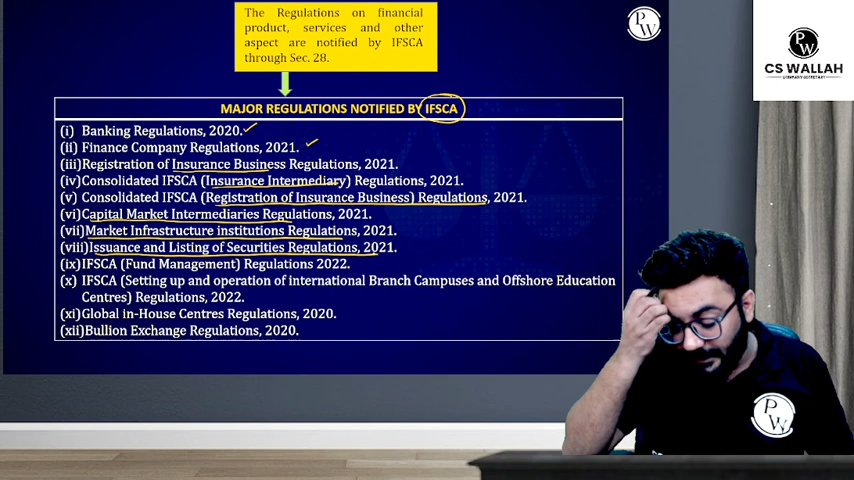 The Regulations on financial
product, services and other
aspect are notified by IFSCA
through Sec. 28.
PW
CS WALLAH
COMPANY SECRETARY
MAJOR REGULATIONS NOTIFIED BY IFSCA
(i) Banking Regulations, 2020.
(ii) Finance Company Regulations, 2021.
(iii)Registration of Insurance Business Regulations, 2021.
(iv)Consolidated IFSCA (Insurance Intermediary) Regulations, 2021.
(v) Consolidated IFSCA (Registration of Insurance Business) Regulations, 2021.
(vi)Capital Market Intermediaries Regulations, 2021.
(vii)Market Infrastructure institutions Regulations, 2021.
(viii)Issuance and Listing of Securities Regulations, 2021.
(ix)IFSCA (Fund Management) Regulations 2022.
(x) IFSCA (Setting up and operation of international Branch Campuses and Offshore Education
Centres) Regulations, 2022.
(xi)Global in-House Centres Regulations, 2020.
(xii)Bullion Exchange Regulations, 2020.
PW